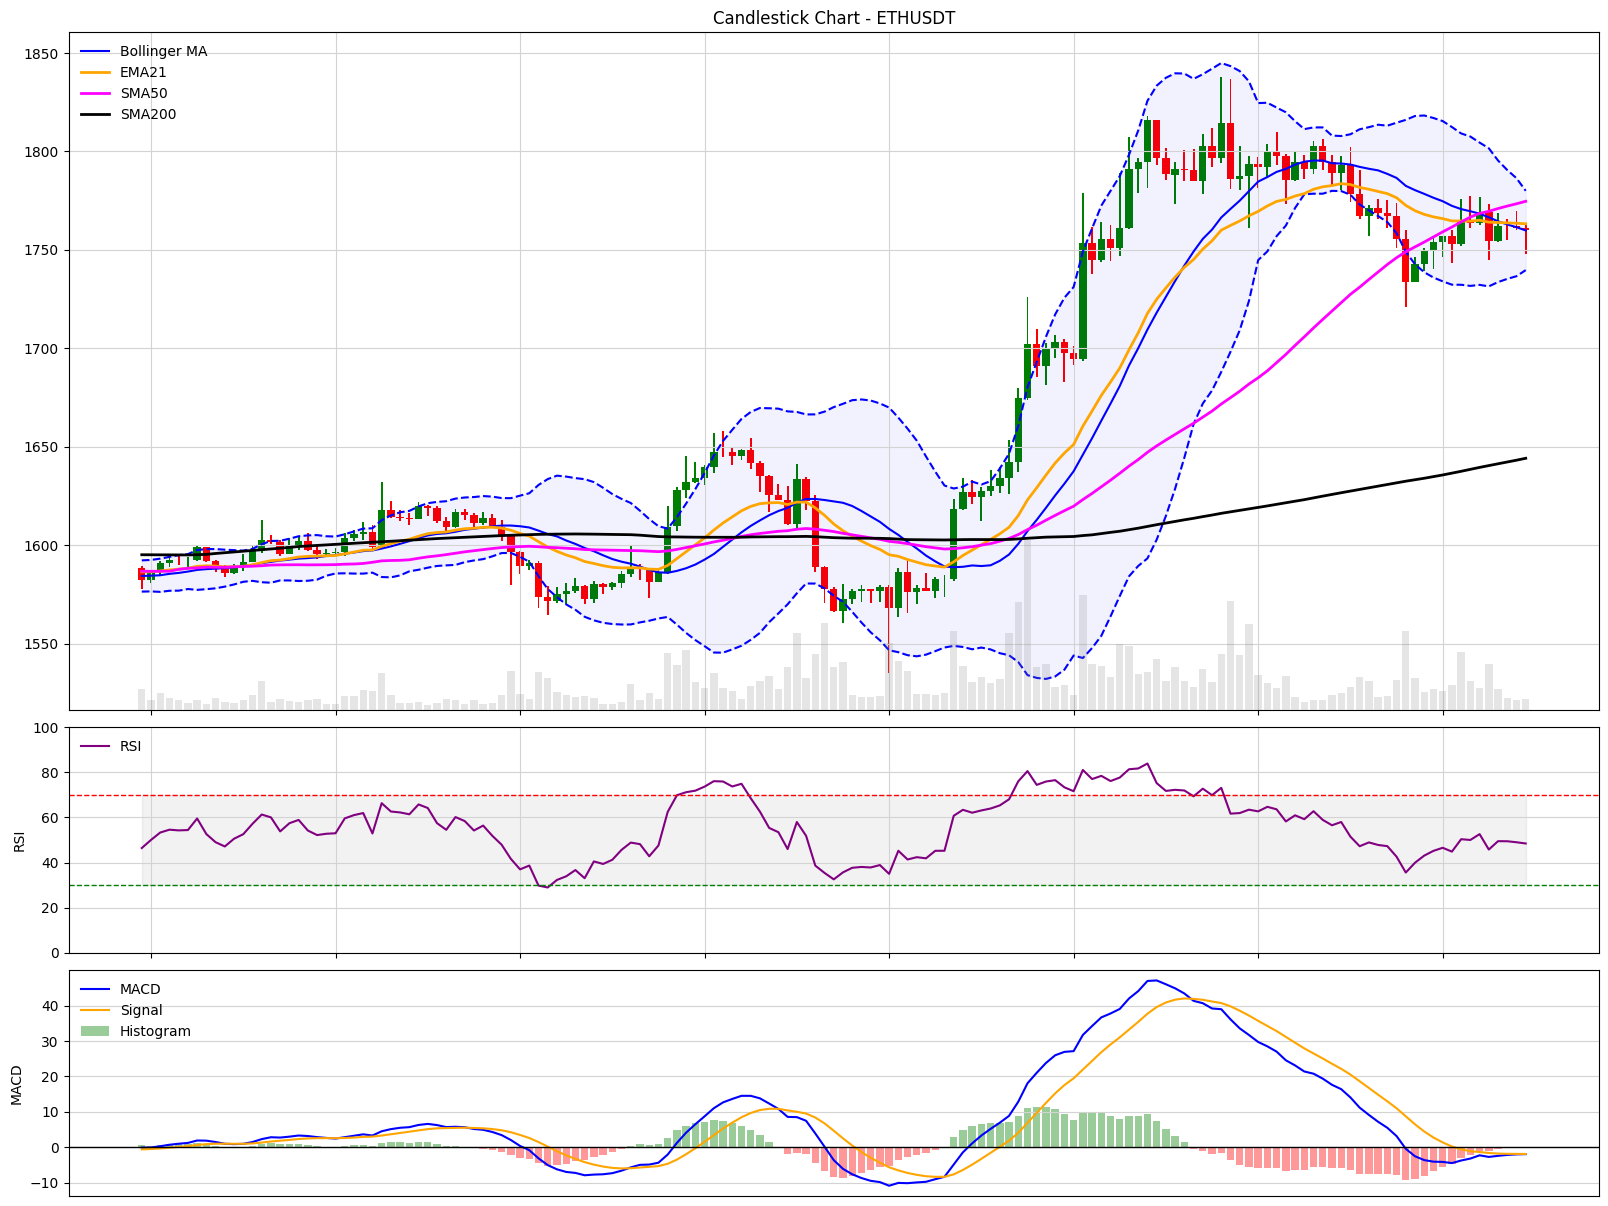 Candlestick Chart - ETHUSDT
Bollinger MA
EMA21
SMA50
SMA200
1850
1800
1750
1700
1650
1600
1550
RSI
RSI
100
80
60
40
20
0
MACD
Signal
Histogram
MACD
40
30
20
10
0
−10